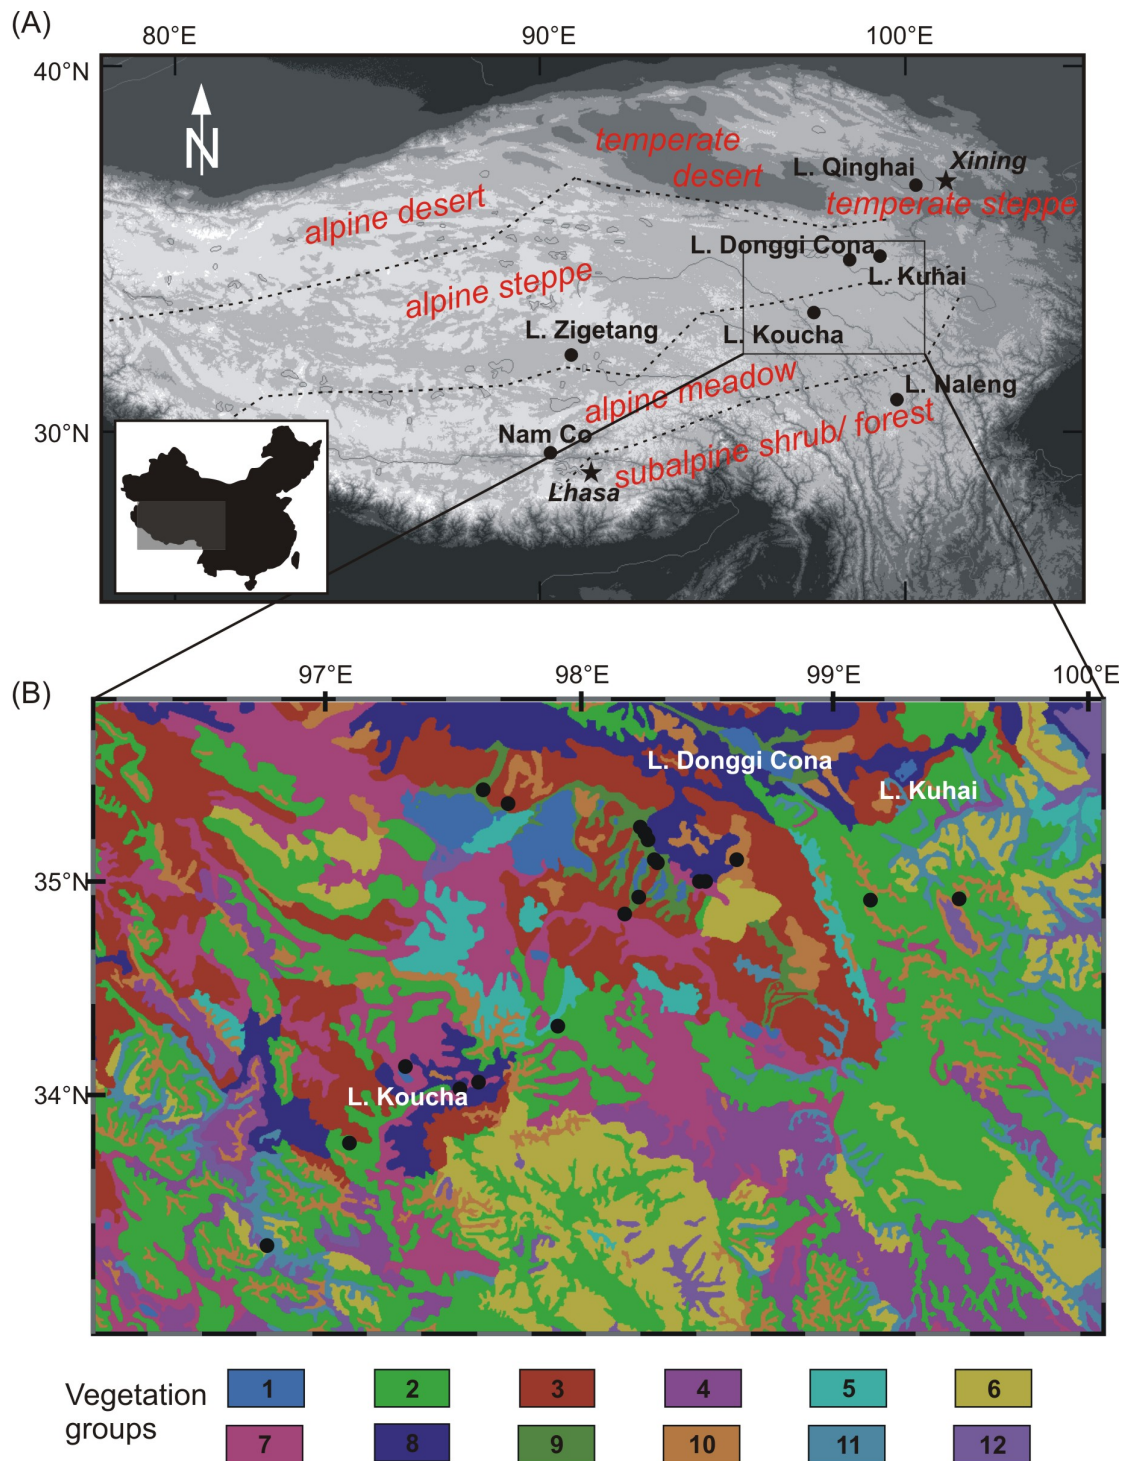 (A)
80°E 90°E 100°E
40°N
N
temperate
desert
L. Qinghai
Xining
temperate steppe
alpine desert
L. Donggi Cona
L. Kuhai
alpine steppe
L. Zigetang
L. Koucha
alpine meadow
L. Naleng
30°N
Nam Co
subalpine shrub/ forest
Lhasa
(B)
97°E 98°E 99°E 100°E
L. Donggi Cona
L. Kuhai
35°N
34°N
L. Koucha
Vegetation
groups
1 2 3 4 5 6
7 8 9 10 11 12